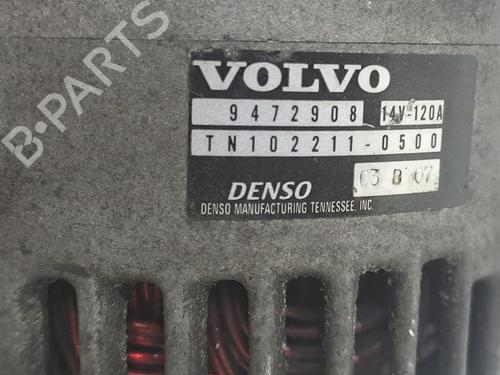 B-PARTS
VOLVO
9472908 14V-120A
TN102211-0500
DENSO 03 B 07
DENSO MANUFACTURING TENNESSEE, INC.